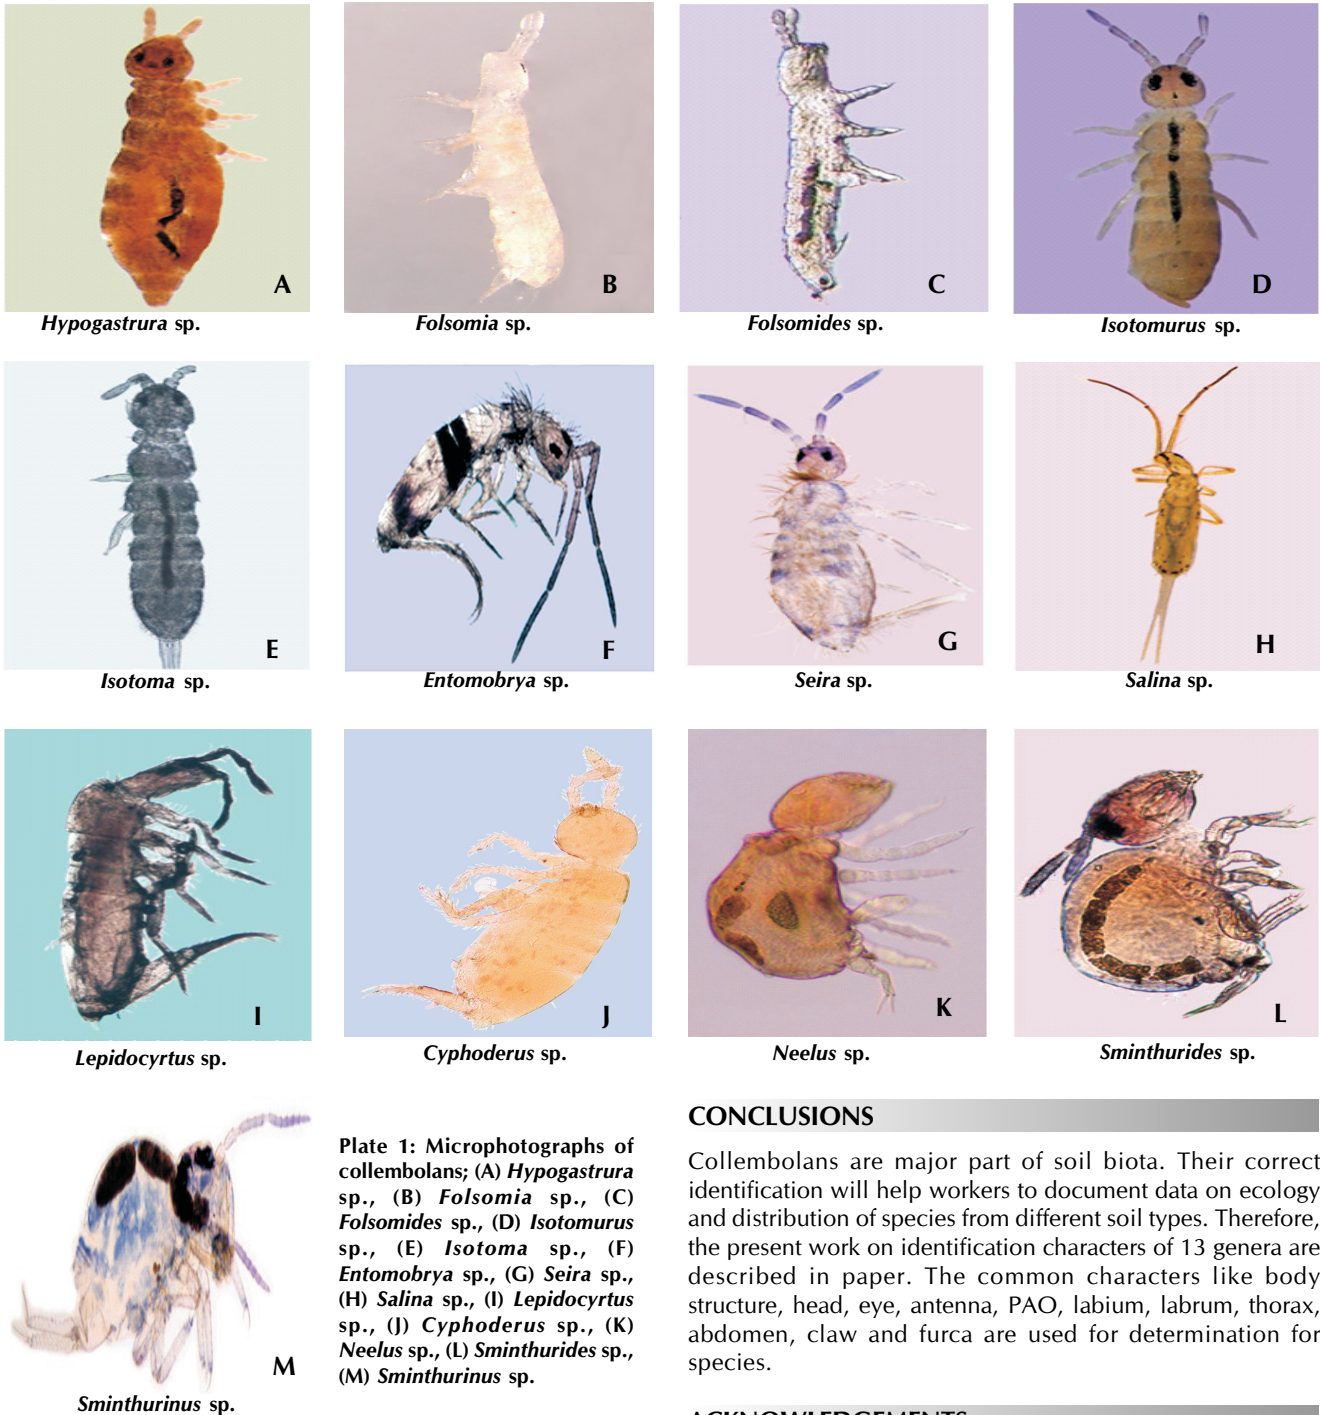 A
B
C
D
Hypogastrura sp.
Folsomia sp.
Folsomides sp.
Isotomurus sp.
E
F
G
H
Isotoma sp.
Entomobrya sp.
Seira sp.
Salina sp.
I
J
K
L
Lepidocyrtus sp.
Cyphoderus sp.
Neelus sp.
Sminthurides sp.
M
Sminthurinus sp.
Plate 1: Microphotographs of
collembolans; (A) Hypogastrura
sp., (B) Folsomia sp., (C)
Folsomides sp., (D) Isotomurus
sp., (E) Isotoma sp., (F)
Entomobrya sp., (G) Seira sp.,
(H) Salina sp., (I) Lepidocyrtus
sp., (J) Cyphoderus sp., (K)
Neelus sp., (L) Sminthurides sp.,
(M) Sminthurinus sp.
CONCLUSIONS
Collembolans are major part of soil biota. Their correct
identification will help workers to document data on ecology
and distribution of species from different soil types. Therefore,
the present work on identification characters of 13 genera are
described in paper. The common characters like body
structure, head, eye, antenna, PAO, labium, labrum, thorax,
abdomen, claw and furca are used for determination for
species.
ACKNOWLEDGEMENTS